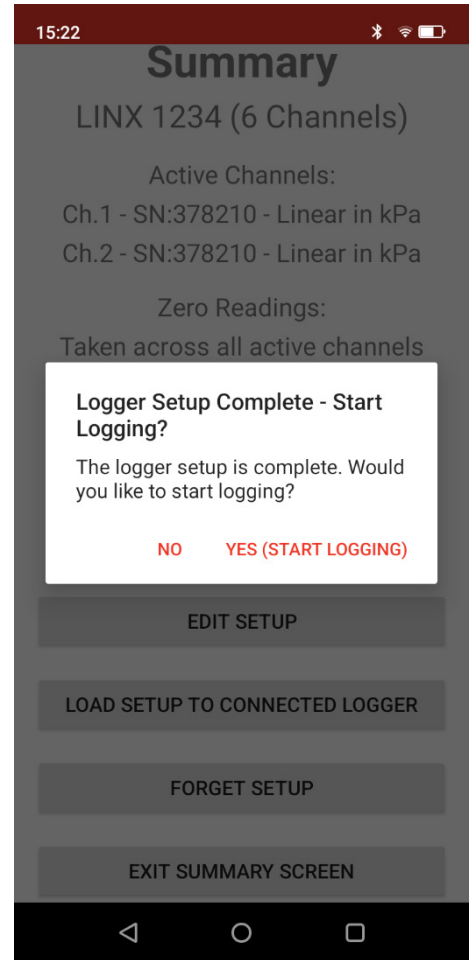 15:22
Summary
LINX 1234 (6 Channels)
Active Channels:
Ch.1 - SN:378210 - Linear in kPa
Ch.2 - SN:378210 - Linear in kPa
Zero Readings:
Taken across all active channels
Logger Setup Complete - Start
Logging?
The logger setup is complete. Would
you like to start logging?
NO YES (START LOGGING)
EDIT SETUP
LOAD SETUP TO CONNECTED LOGGER
FORGET SETUP
EXIT SUMMARY SCREEN